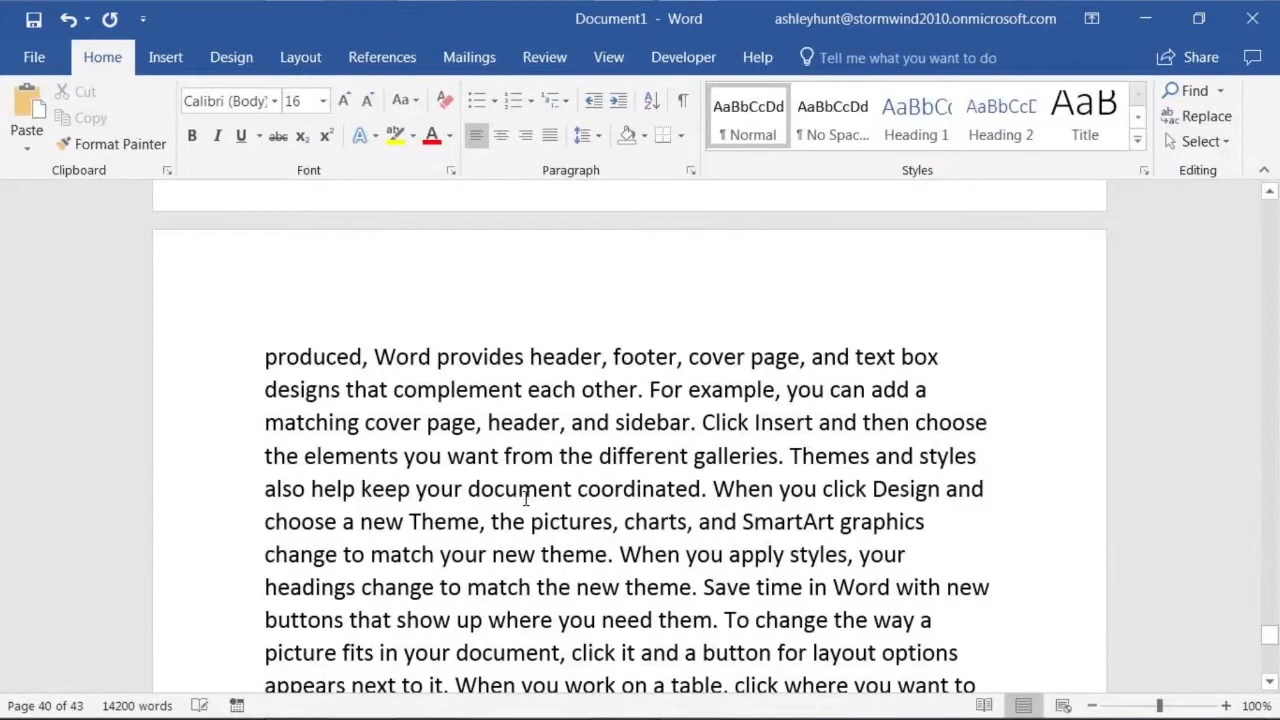 Document1 - Word
ashleyhunt@stormwind2010.onmicrosoft.com
File Home Insert Design Layout References Mailings Review View Developer Help Tell me what you want to do Share
Paste
Cut
Copy
Format Painter
Clipboard
Calibri (Body) 16
Font
Paragraph
AaBbCcDd AaBbCcDd AaBbC( AaBbCcE AaB
¶ Normal ¶ No Spac... Heading 1 Heading 2 Title
Styles
Find
Replace
Select
Editing
produced, Word provides header, footer, cover page, and text box
designs that complement each other. For example, you can add a
matching cover page, header, and sidebar. Click Insert and then choose
the elements you want from the different galleries. Themes and styles
also help keep your document coordinated. When you click Design and
choose a new Theme, the pictures, charts, and SmartArt graphics
change to match your new theme. When you apply styles, your
headings change to match the new theme. Save time in Word with new
buttons that show up where you need them. To change the way a
picture fits in your document, click it and a button for layout options
appears next to it. When you work on a table, click where you want to
Page 40 of 43 14200 words 100%